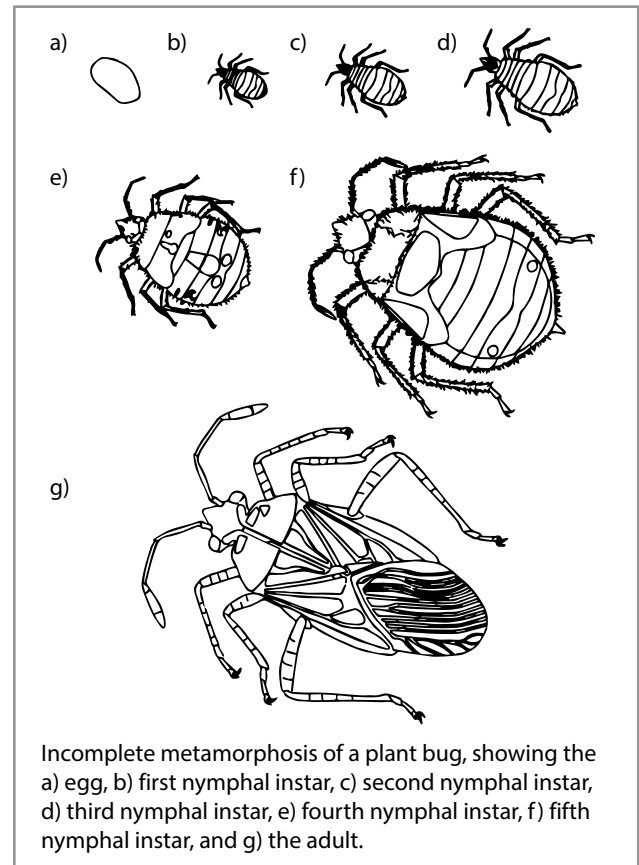 a)
b)
c)
d)
e)
f)
g)
Incomplete metamorphosis of a plant bug, showing the
a) egg, b) first nymphal instar, c) second nymphal instar,
d) third nymphal instar, e) fourth nymphal instar, f) fifth
nymphal instar, and g) the adult.